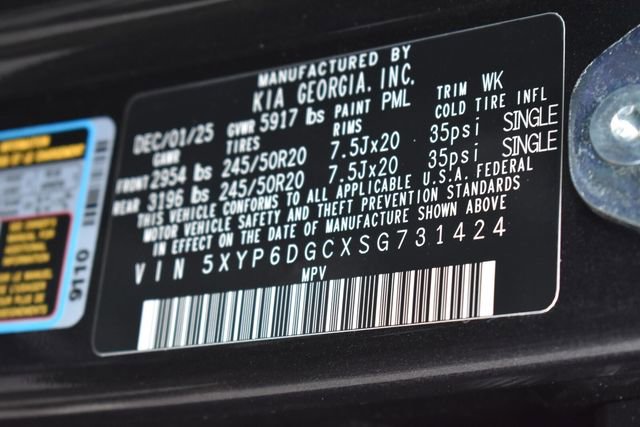 MANUFACTURED BY
KIA GEORGIA, INC.
DEC/01/25 GVWR 5917 lbs PAINT PML TRIM WK
GAWR TIRES RIMS COLD TIRE INFL
FRONT 2954 lbs 245/50R20 7.5Jx20 35psi SINGLE
REAR 3196 lbs 245/50R20 7.5Jx20 35psi SINGLE
THIS VEHICLE CONFORMS TO ALL APPLICABLE U.S.A. FEDERAL
MOTOR VEHICLE SAFETY AND THEFT PREVENTION STANDARDS
IN EFFECT ON THE DATE OF MANUFACTURE SHOWN ABOVE
VIN 5XYP6DGCXSG731424
MPV
9110